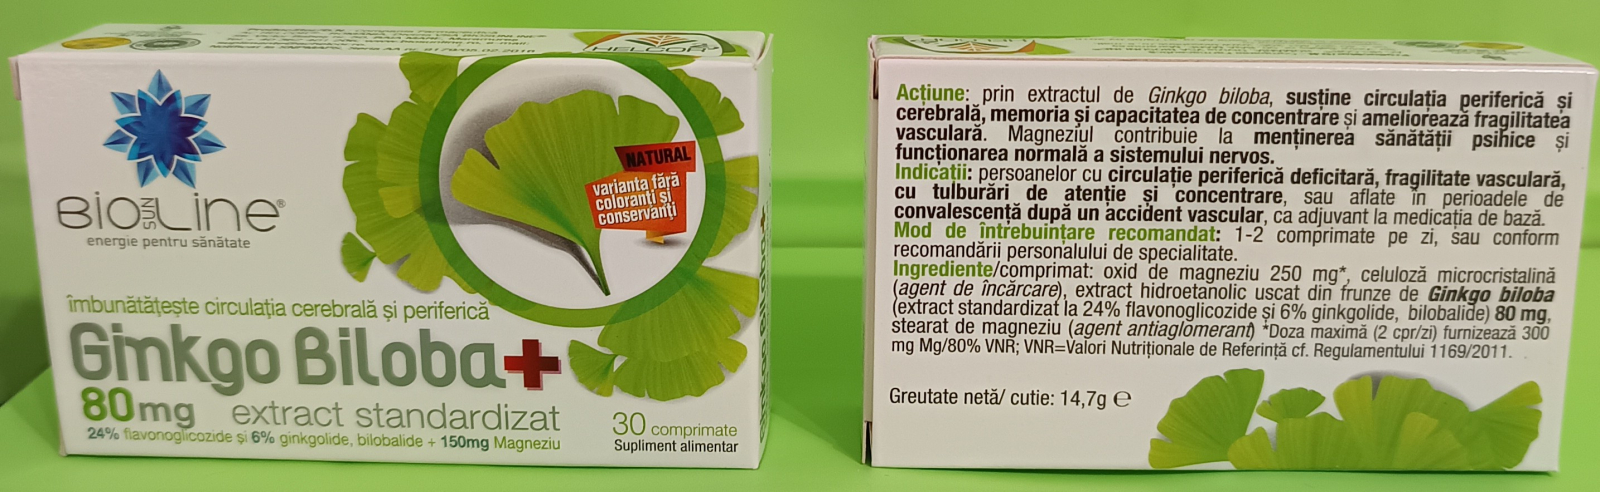 HELCOR
BIO SUN LINE®
energie pentru sănătate
NATURAL
varianta fără
coloranți și
conservanți
îmbunătățește circulația cerebrală și periferică
Ginkgo Biloba+
80mg extract standardizat
24% flavonoglicozide și 6% ginkgolide, bilobalide + 150mg Magneziu
30 comprimate
Supliment alimentar
Acțiune: prin extractul de Ginkgo biloba, susține circulația periferică și
cerebrală, memoria și capacitatea de concentrare și ameliorează fragilitatea
vasculară. Magneziul contribuie la menținerea sănătății psihice și
funcționarea normală a sistemului nervos.
Indicații: persoanelor cu circulație periferică deficitară, fragilitate vasculară,
cu tulburări de atenție și concentrare, sau aflate în perioadele de
convalescență după un accident vascular, ca adjuvant la medicația de bază.
Mod de întrebuințare recomandat: 1-2 comprimate pe zi, sau conform
recomandării personalului de specialitate.
Ingrediente/comprimat: oxid de magneziu 250 mg*, celuloză microcristalină
(agent de încărcare), extract hidroetanolic uscat din frunze de Ginkgo biloba
(extract standardizat la 24% flavonoglicozide și 6% ginkgolide, bilobalide) 80 mg,
stearat de magneziu (agent antiaglomerant) *Doza maximă (2 cpr/zi) furnizează 300
mg Mg/80% VNR; VNR=Valori Nutriționale de Referință cf. Regulamentului 1169/2011.
Greutate netă/ cutie: 14,7g ℮